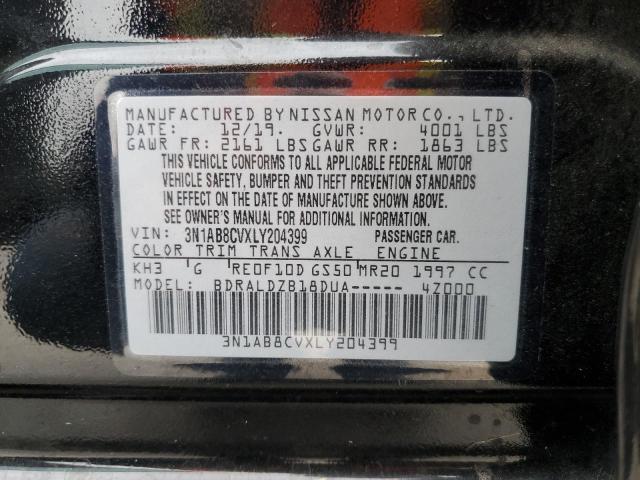 MANUFACTURED BY NISSAN MOTOR CO., LTD.
DATE: 12/19. GVWR: 4001 LBS
GAWR FR: 2161 LBS GAWR RR: 1863 LBS
THIS VEHICLE CONFORMS TO ALL APPLICABLE FEDERAL MOTOR
VEHICLE SAFETY, BUMPER AND THEFT PREVENTION STANDARDS
IN EFFECT ON THE DATE OF MANUFACTURE SHOWN ABOVE.
SEE OWNER'S MANUAL FOR ADDITIONAL INFORMATION.
VIN: 3N1AB8CVXLY204399 PASSENGER CAR.
COLOR TRIM TRANS AXLE ENGINE
KH3 G RE0F10D GS50 MR20 1997 CC
MODEL: BDRALDZB18DUA----- 4Z000
3N1AB8CVXLY204399